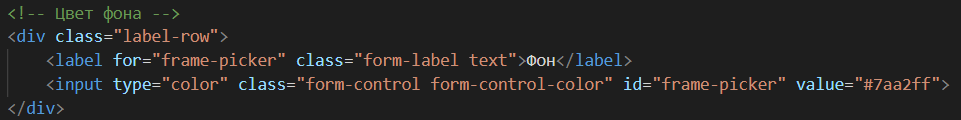 <!-- Цвет фона -->
<div class="label-row">
<label for="frame-picker" class="form-label text">Фон</label>
<input type="color" class="form-control form-control-color" id="frame-picker" value="#7aa2ff">
</div>